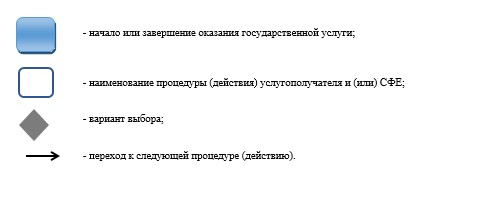 - начало или завершение оказания государственной услуги;
- наименование процедуры (действия) услугополучателя и (или) СФЕ;
- вариант выбора;
- переход к следующей процедуре (действию).